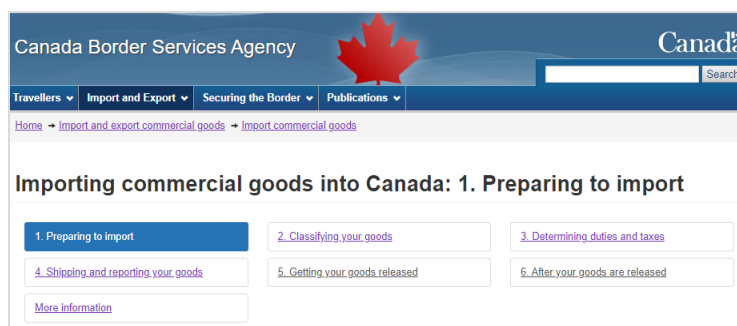 Canada Border Services Agency
Canada
Search
Travellers Import and Export Securing the Border Publications
Home ➔ Import and export commercial goods ➔ Import commercial goods
Importing commercial goods into Canada: 1. Preparing to import
1. Preparing to import 2. Classifying your goods 3. Determining duties and taxes
4. Shipping and reporting your goods 5. Getting your goods released 6. After your goods are released
More information